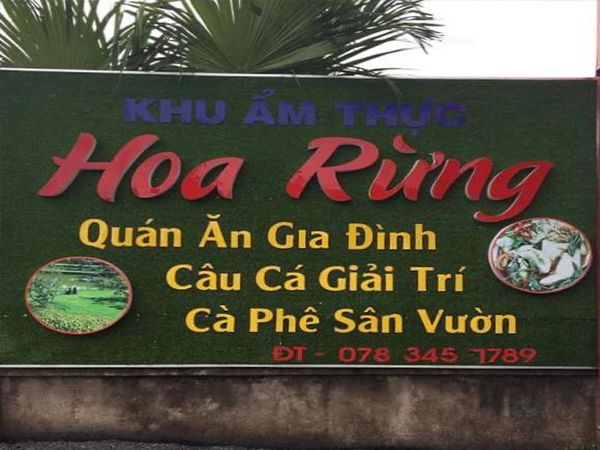 KHU ẨM THỰC
Hoa Rừng
Quán Ăn Gia Đình
Câu Cá Giải Trí
Cà Phê Sân Vườn
ĐT - 078 345 1789